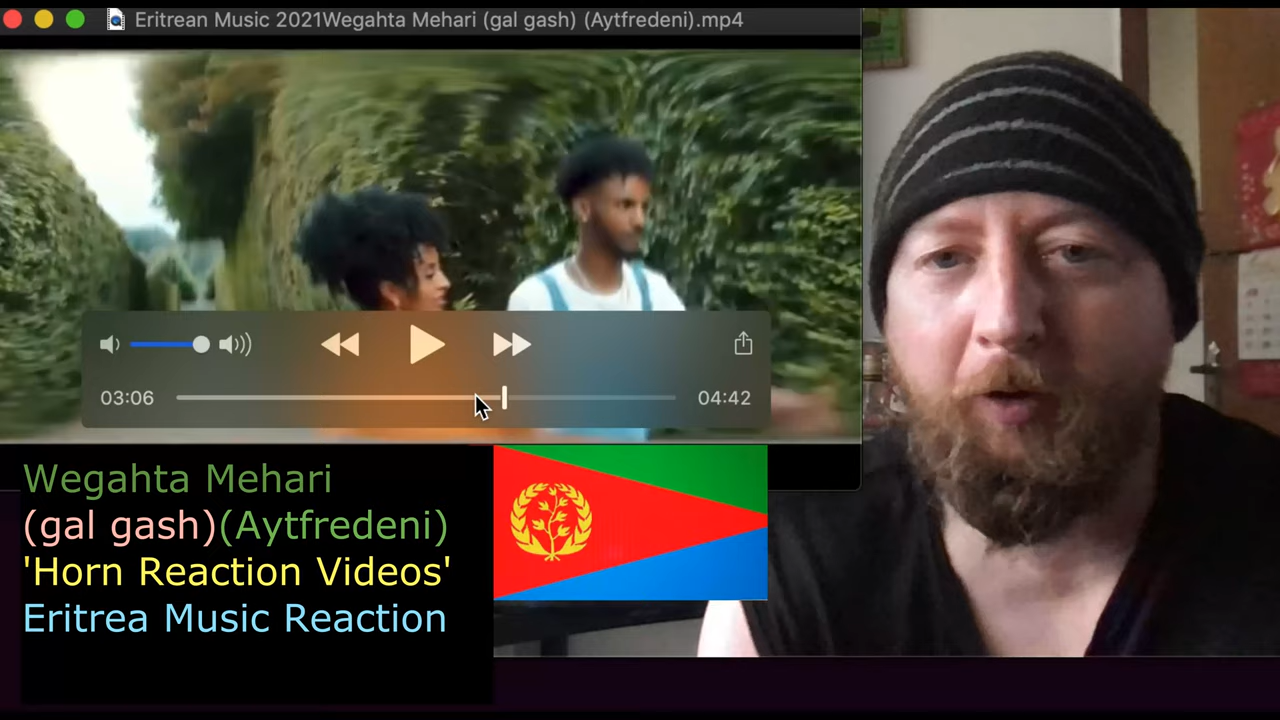 Eritrean Music 2021Wegahta Mehari (gal gash) (Aytfredeni).mp4
03:06
04:42
Wegahta Mehari
(gal gash)(Aytfredeni)
'Horn Reaction Videos'
Eritrea Music Reaction